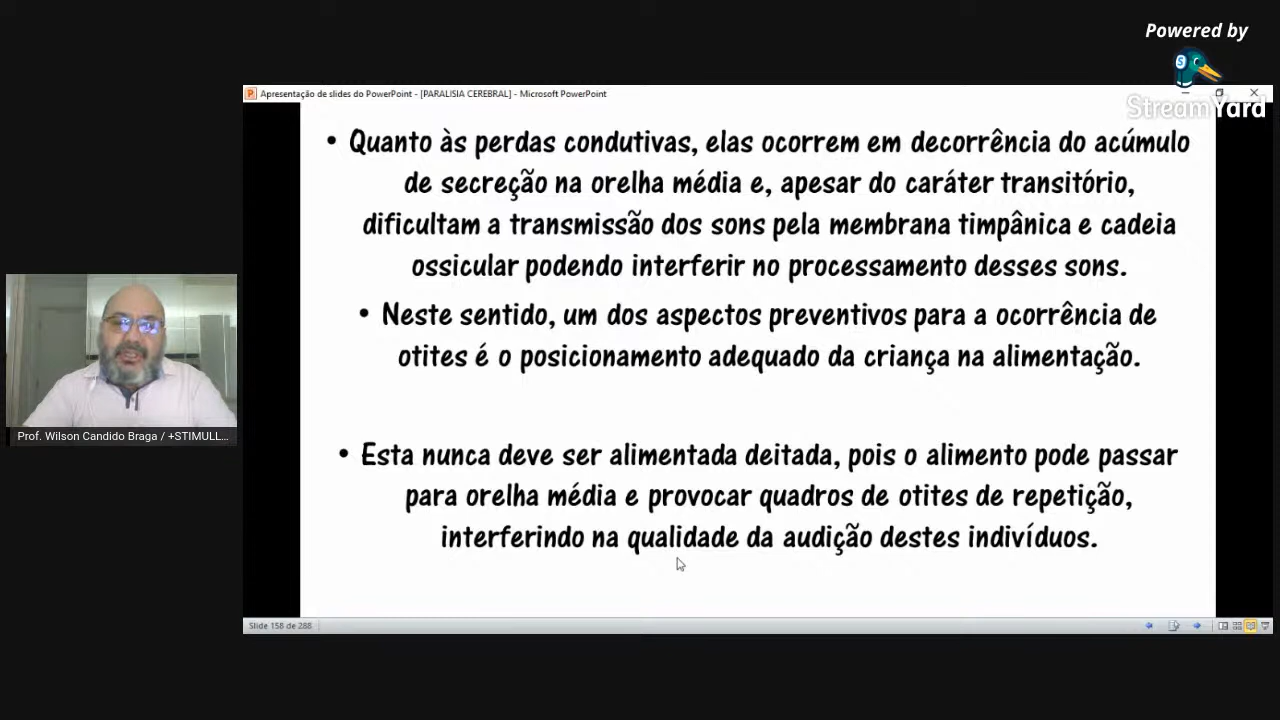 Powered by
StreamYard
Apresentação de slides do PowerPoint - [PARALISIA CEREBRAL] - Microsoft PowerPoint
• Quanto às perdas condutivas, elas ocorrem em decorrência do acúmulo
de secreção na orelha média e, apesar do caráter transitório,
dificultam a transmissão dos sons pela membrana timpânica e cadeia
ossicular podendo interferir no processamento desses sons.
• Neste sentido, um dos aspectos preventivos para a ocorrência de
otites é o posicionamento adequado da criança na alimentação.
• Esta nunca deve ser alimentada deitada, pois o alimento pode passar
para orelha média e provocar quadros de otites de repetição,
interferindo na qualidade da audição destes indivíduos.
Prof. Wilson Candido Braga / +STIMULL...
Slide 158 de 288